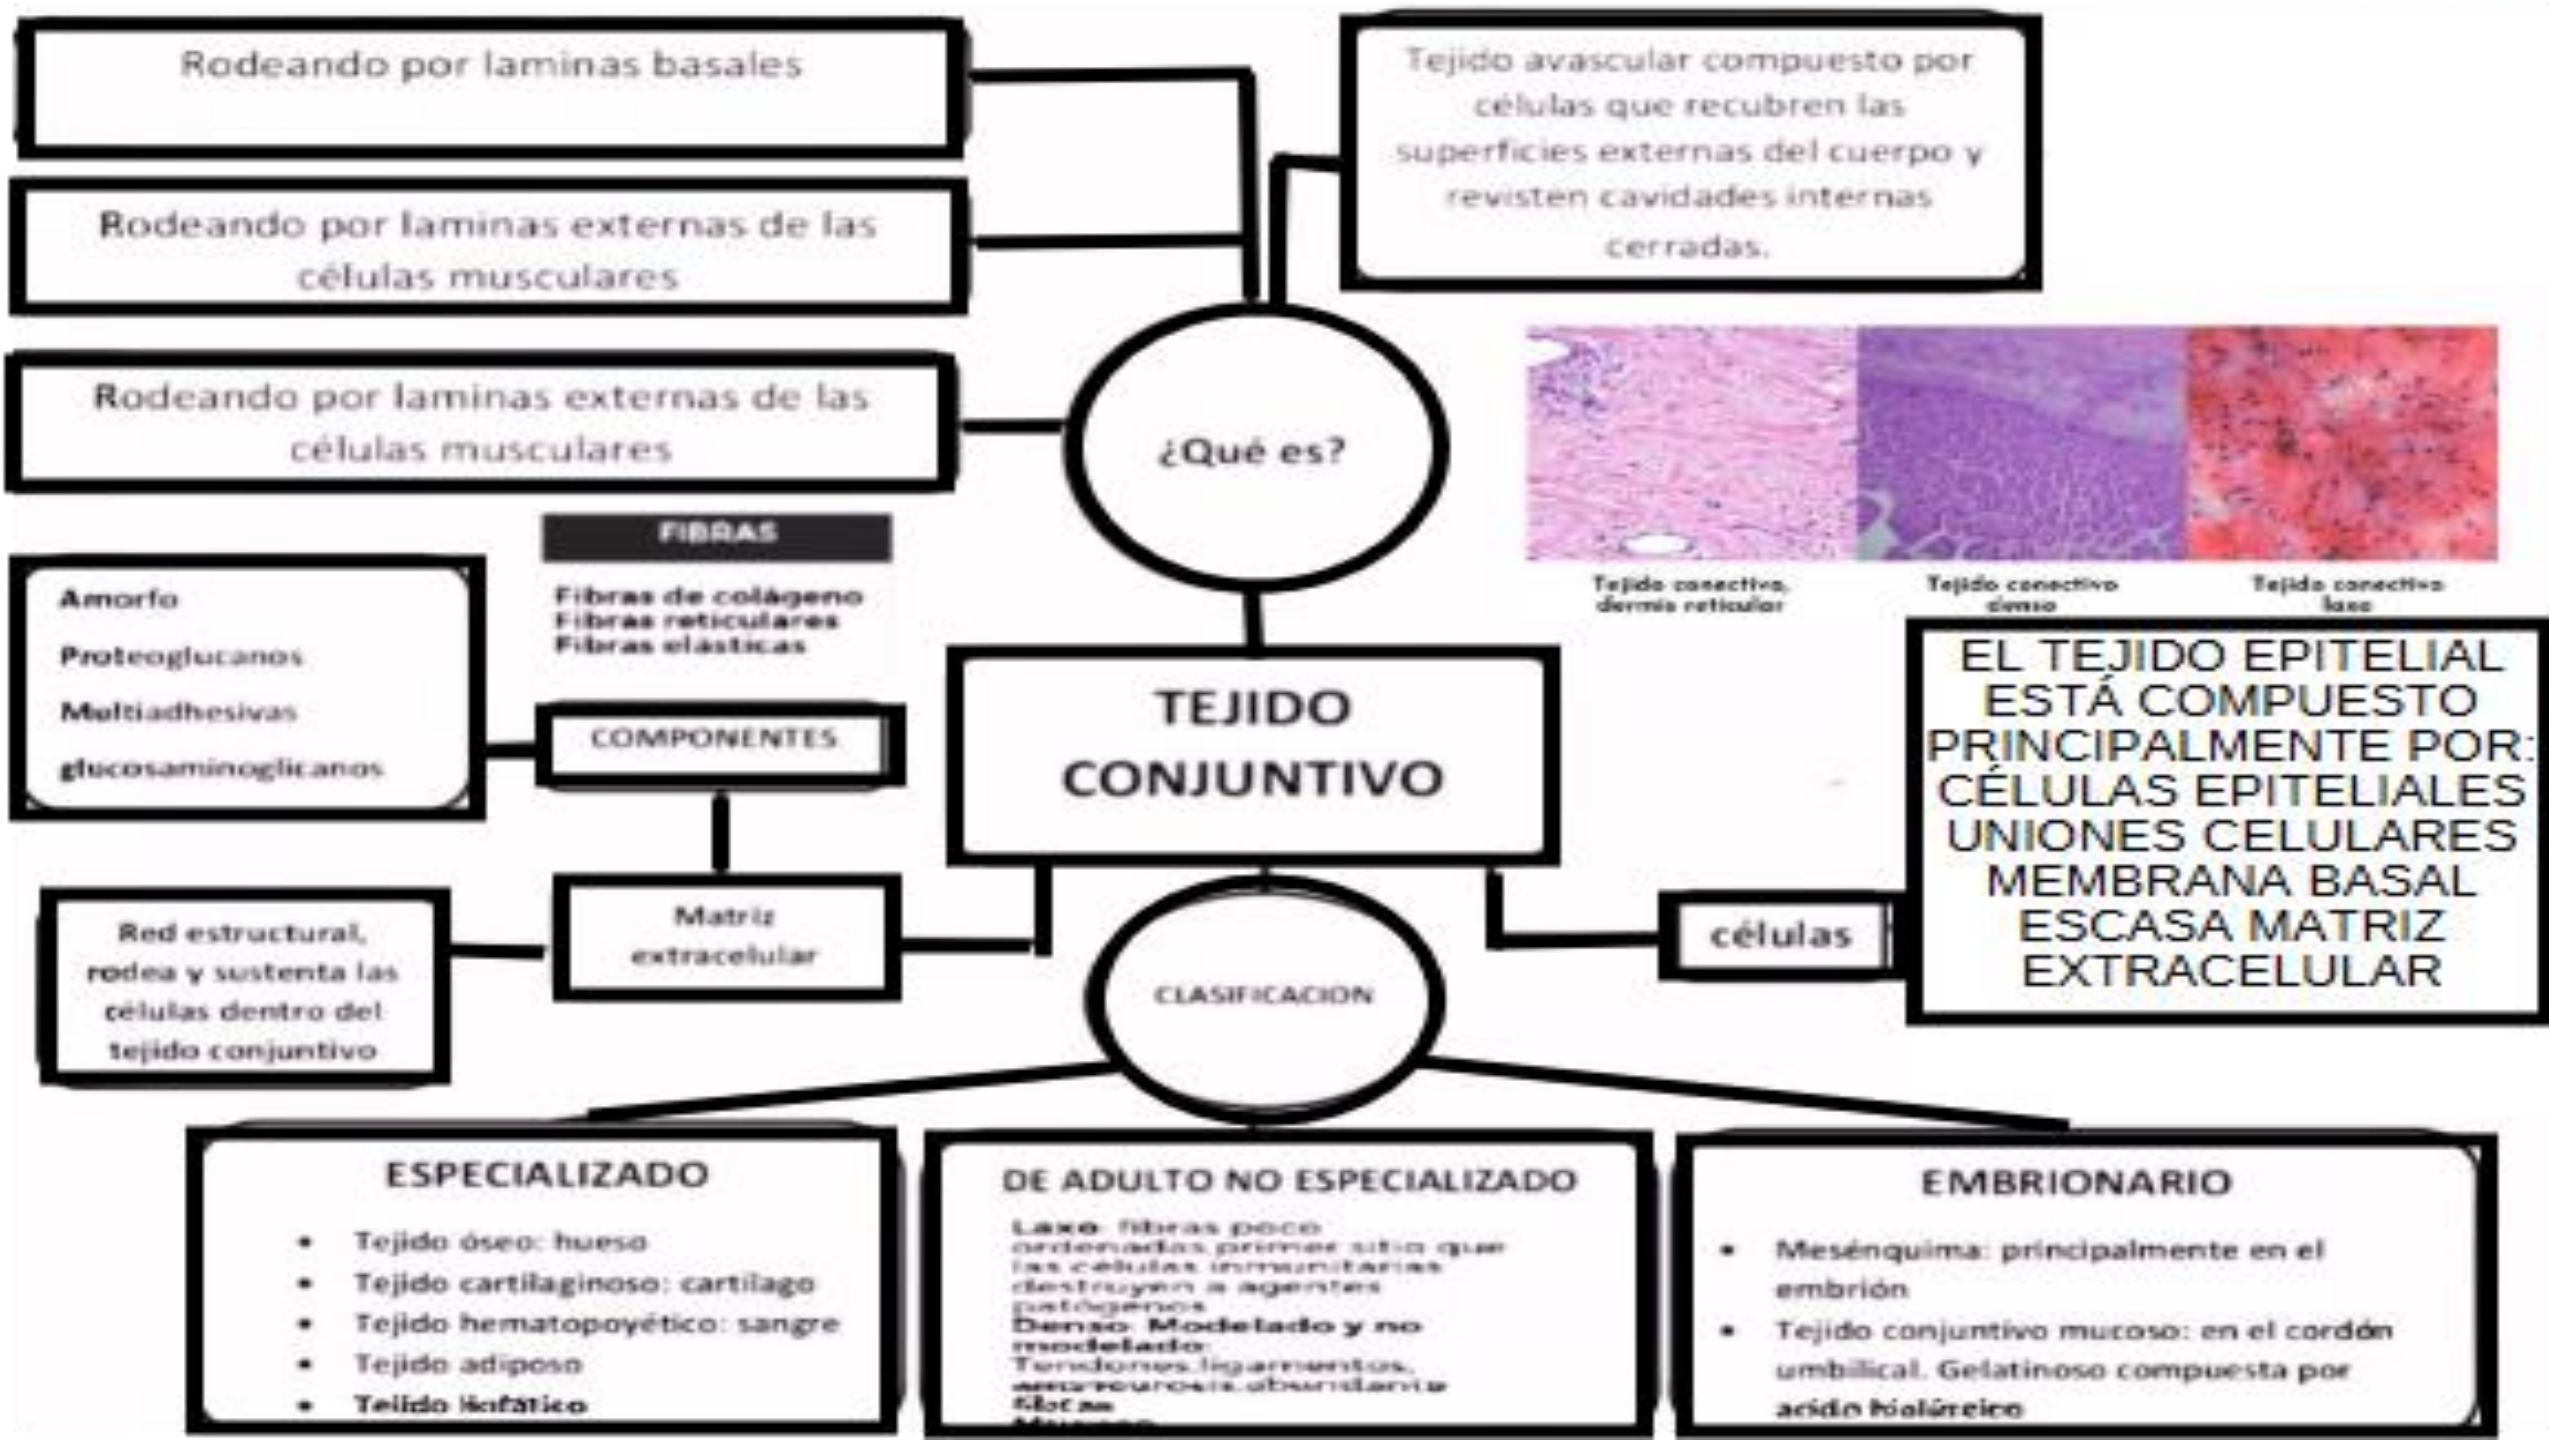 Rodeando por laminas basales
Rodeando por laminas externas de las
células musculares
Rodeando por laminas externas de las
células musculares
Tejido avascular compuesto por
células que recubren las
superficies externas del cuerpo y
revisten cavidades internas
cerradas.
¿Qué es?
Tejido conectivo,
dermis reticular
Tejido conectivo
denso
Tejido conectivo
laxo
FIBRAS
Fibras de colágeno
Fibras reticulares
Fibras elásticas
Amorfo
Proteoglucanos
Multiadhesivas
glucosaminoglicanos
COMPONENTES
TEJIDO
CONJUNTIVO
EL TEJIDO EPITELIAL
ESTÁ COMPUESTO
PRINCIPALMENTE POR:
CÉLULAS EPITELIALES
UNIONES CELULARES
MEMBRANA BASAL
ESCASA MATRIZ
EXTRACELULAR
células
Matriz
extracelular
Red estructural,
rodea y sustenta las
células dentro del
tejido conjuntivo
CLASIFICACION
ESPECIALIZADO
• Tejido óseo: hueso
• Tejido cartilaginoso: cartílago
• Tejido hematopoyético: sangre
• Tejido adiposo
• Tejido linfático
DE ADULTO NO ESPECIALIZADO
Laxo: fibras poco
ordenadas,primer sitio que
las células inmunitarias
destruyen a agentes
patógenos
Denso: Modelado y no
modelado:
Tendones,ligamentos,
abundante
EMBRIONARIO
• Mesénquima: principalmente en el
embrión
• Tejido conjuntivo mucoso: en el cordón
umbilical. Gelatinoso compuesta por
acido